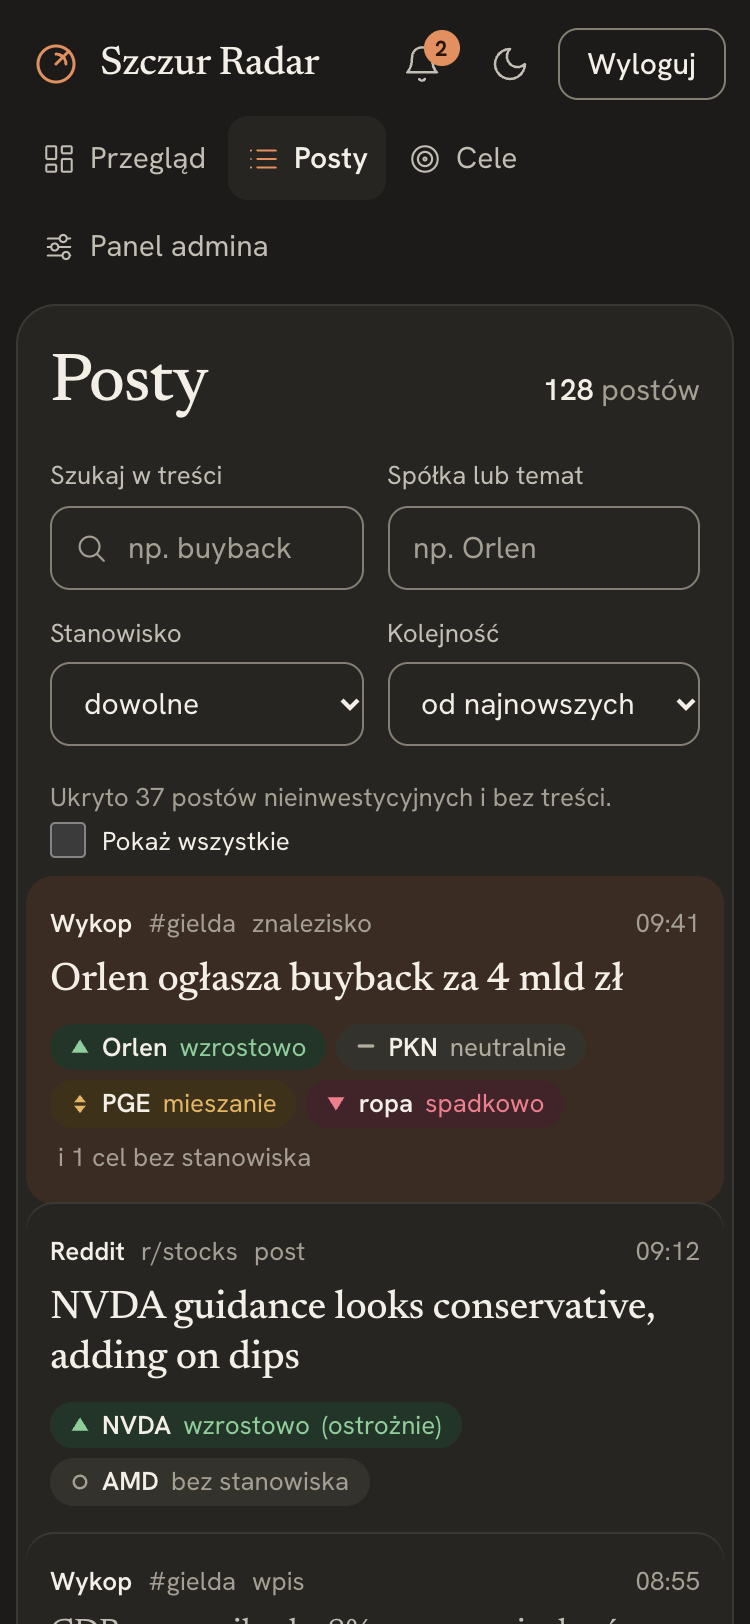 Szczur Radar 2 Wyloguj
Przegląd Posty Cele
Panel admina
Posty 128 postów
Szukaj w treści Spółka lub temat
np. buyback np. Orlen
Stanowisko Kolejność
dowolne od najnowszych
Ukryto 37 postów nieinwestycyjnych i bez treści.
Pokaż wszystkie
Wykop #gielda znalezisko 09:41
Orlen ogłasza buyback za 4 mld zł
Orlen wzrostowo PKN neutralnie
PGE mieszanie ropa spadkowo
i 1 cel bez stanowiska
Reddit r/stocks post 09:12
NVDA guidance looks conservative,
adding on dips
NVDA wzrostowo (ostrożnie)
AMD bez stanowiska
Wykop #gielda wpis 08:55